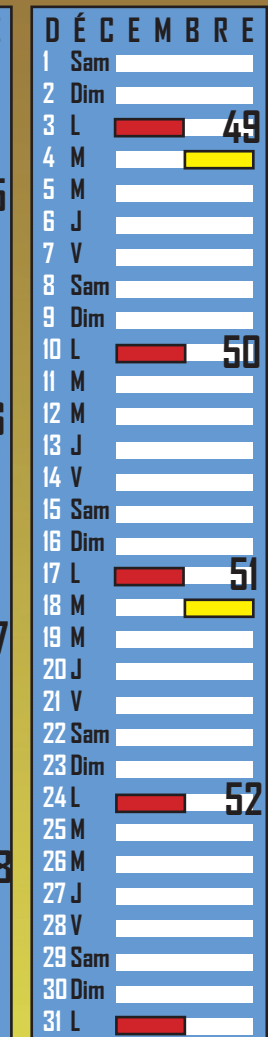 DÉCEMBRE
1 Sam
2 Dim
3 L 49
4 M
5 M
6 J
7 V
8 Sam
9 Dim
10 L 50
11 M
12 M
13 J
14 V
15 Sam
16 Dim
17 L 51
18 M
19 M
20 J
21 V
22 Sam
23 Dim
24 L 52
25 M
26 M
27 J
28 V
29 Sam
30 Dim
31 L